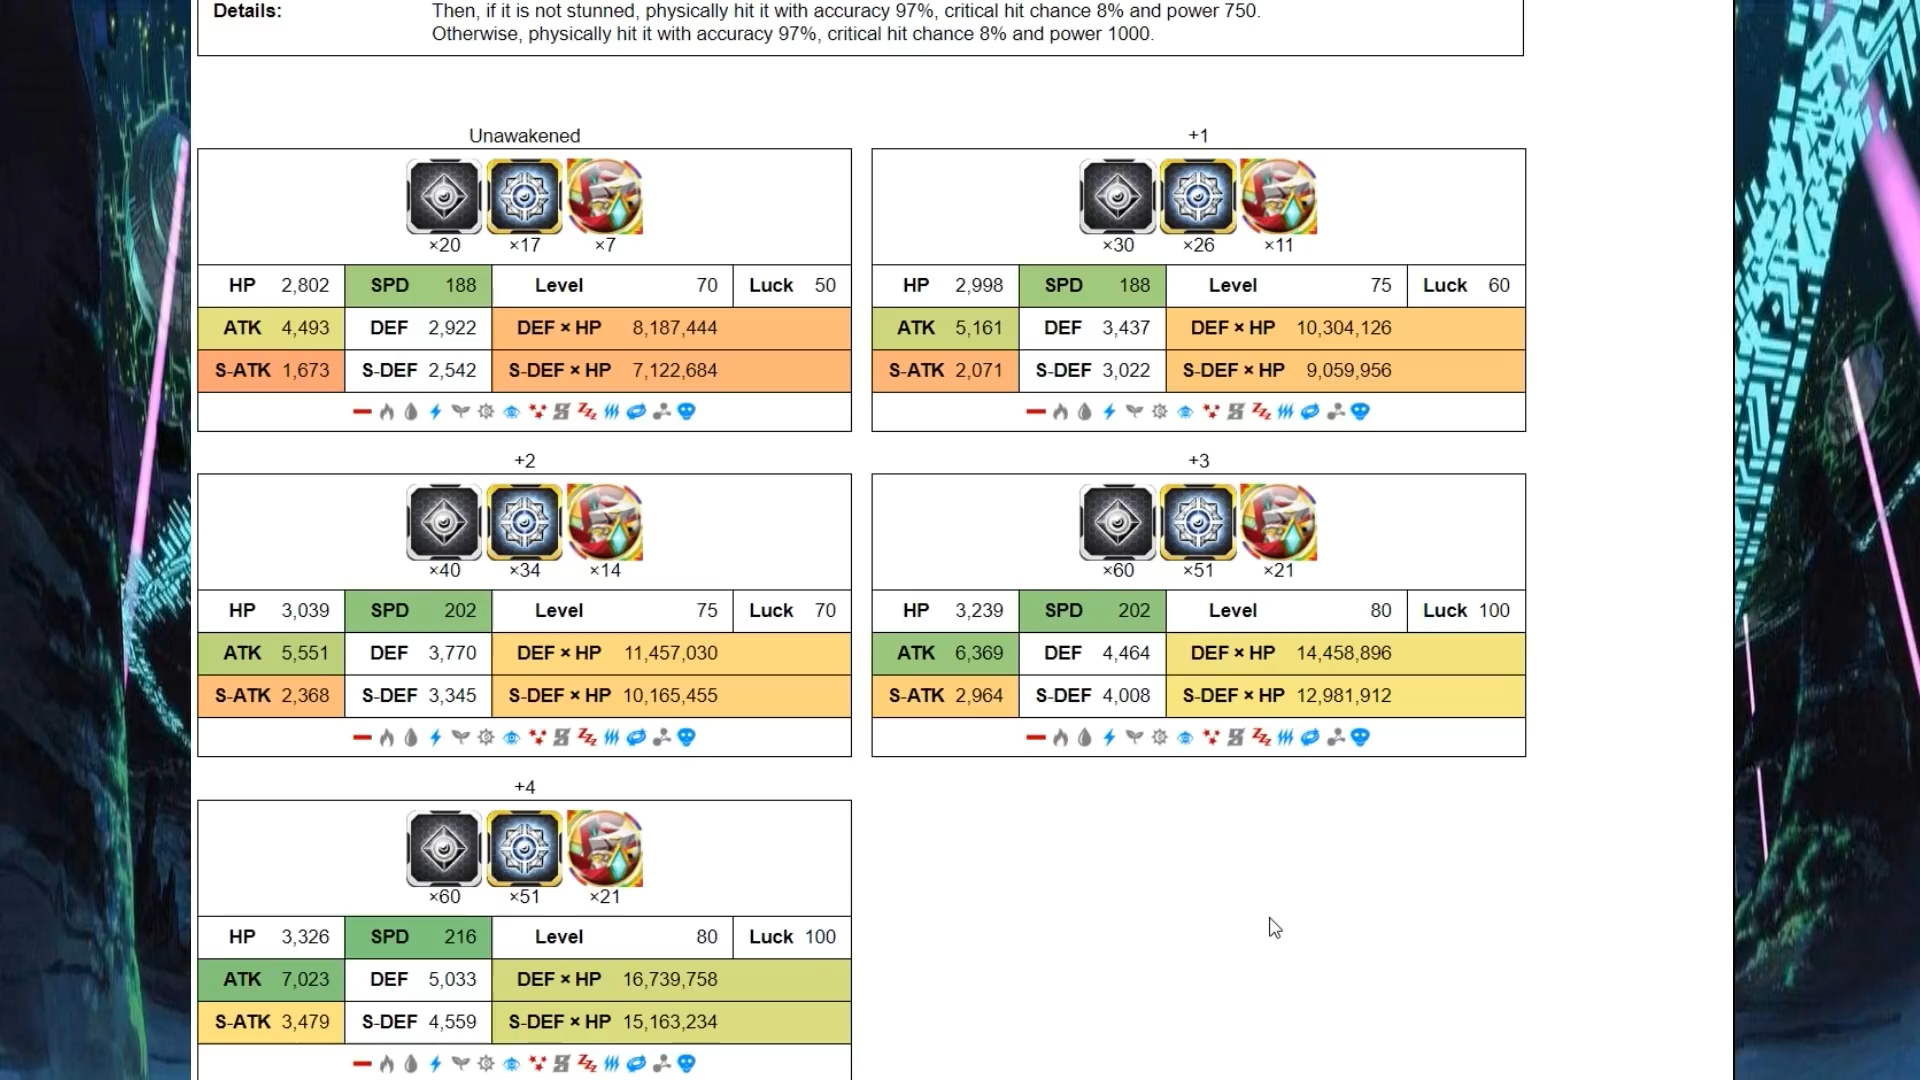 Details: Then, if it is not stunned, physically hit it with accuracy 97%, critical hit chance 8% and power 750.
Otherwise, physically hit it with accuracy 97%, critical hit chance 8% and power 1000.
Unawakened
×20 ×17 ×7
HP 2,802 SPD 188 Level 70 Luck 50
ATK 4,493 DEF 2,922 DEF × HP 8,187,444
S-ATK 1,673 S-DEF 2,542 S-DEF × HP 7,122,684
+1
×30 ×26 ×11
HP 2,998 SPD 188 Level 75 Luck 60
ATK 5,161 DEF 3,437 DEF × HP 10,304,126
S-ATK 2,071 S-DEF 3,022 S-DEF × HP 9,059,956
+2
×40 ×34 ×14
HP 3,039 SPD 202 Level 75 Luck 70
ATK 5,551 DEF 3,770 DEF × HP 11,457,030
S-ATK 2,368 S-DEF 3,345 S-DEF × HP 10,165,455
+3
×60 ×51 ×21
HP 3,239 SPD 202 Level 80 Luck 100
ATK 6,369 DEF 4,464 DEF × HP 14,458,896
S-ATK 2,964 S-DEF 4,008 S-DEF × HP 12,981,912
+4
×60 ×51 ×21
HP 3,326 SPD 216 Level 80 Luck 100
ATK 7,023 DEF 5,033 DEF × HP 16,739,758
S-ATK 3,479 S-DEF 4,559 S-DEF × HP 15,163,234